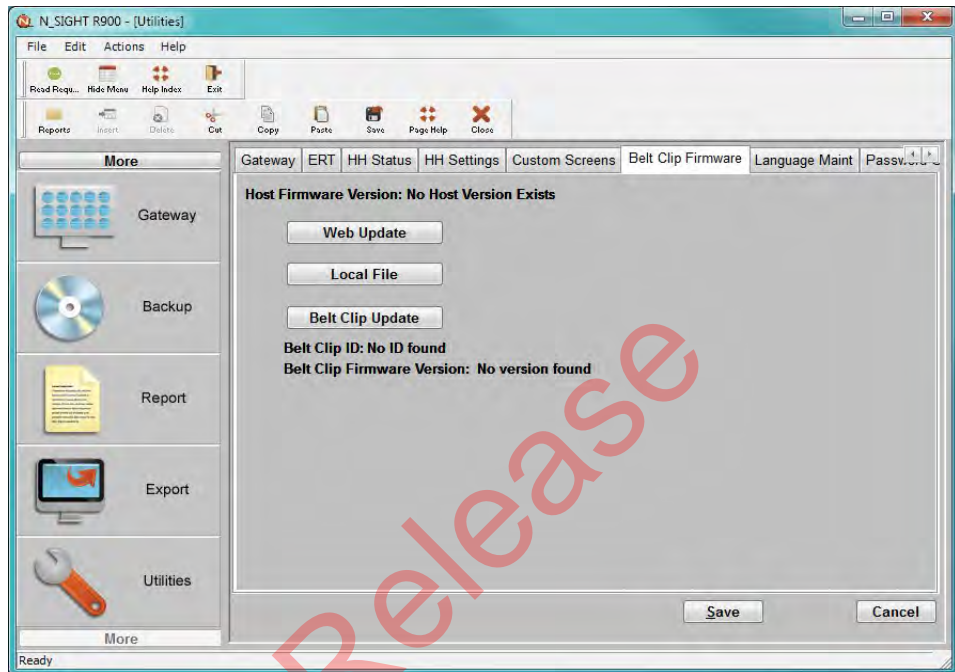 N_SIGHT R900 - [Utilities]
File Edit Actions Help
Read Requ... Hide Menu Help Index Exit
Reports Insert Delete Cut Copy Paste Save Page Help Close
More
Gateway
Backup
Report
Export
Utilities
More
Gateway ERT HH Status HH Settings Custom Screens Belt Clip Firmware Language Maint
Host Firmware Version: No Host Version Exists
Web Update
Local File
Belt Clip Update
Belt Clip ID: No ID found
Belt Clip Firmware Version: No version found
Save Cancel
Ready
Release